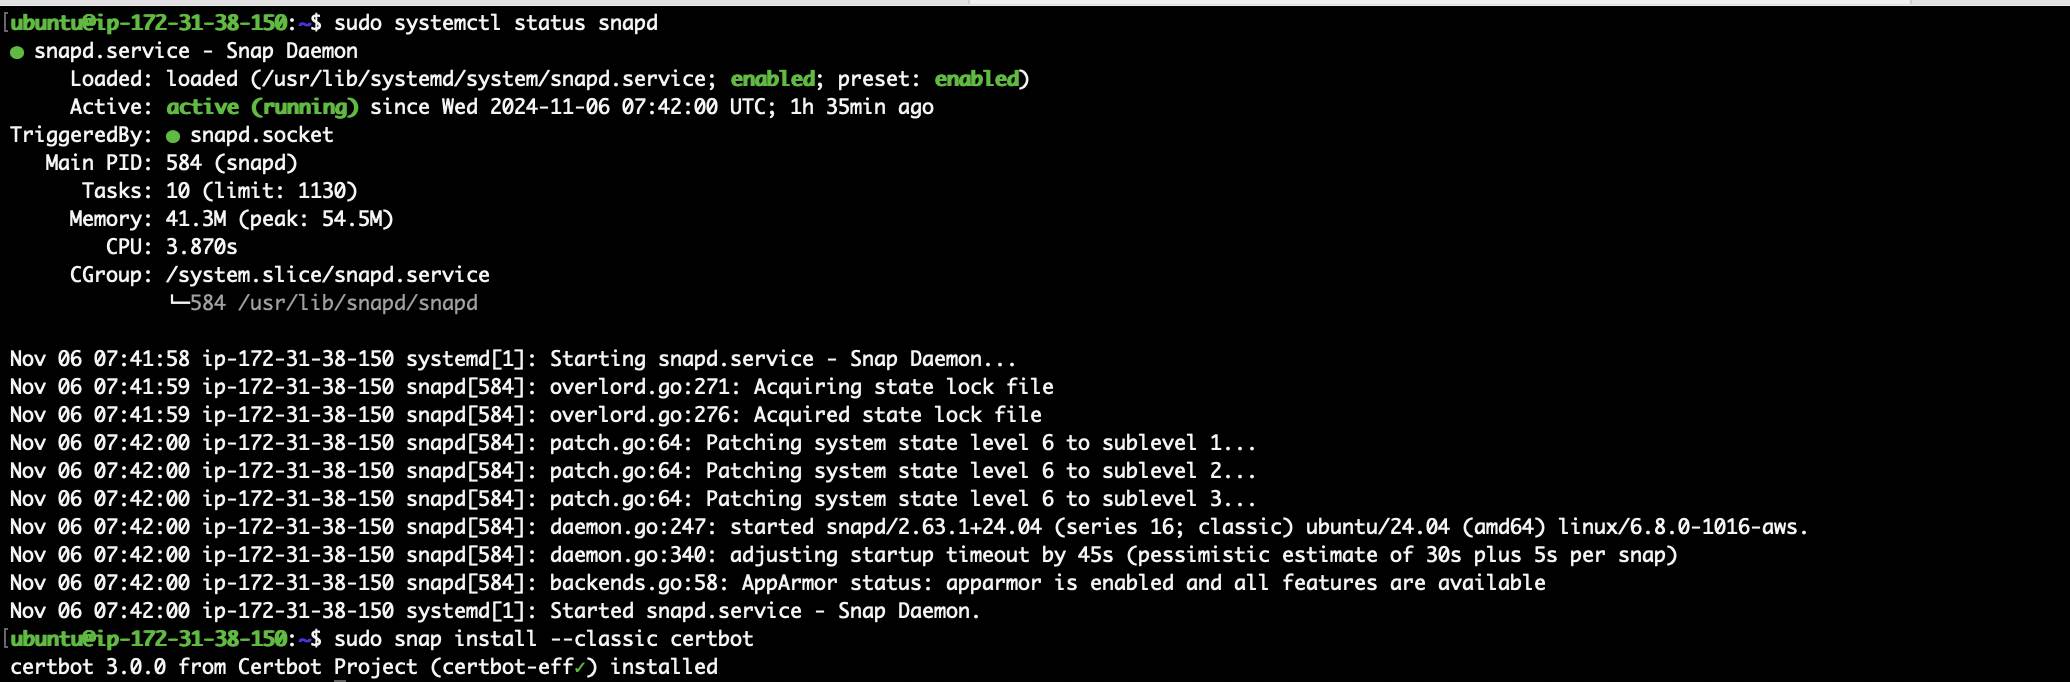 [ubuntu@ip-172-31-38-150:~$ sudo systemctl status snapd
● snapd.service - Snap Daemon
     Loaded: loaded (/usr/lib/systemd/system/snapd.service; enabled; preset: enabled)
     Active: active (running) since Wed 2024-11-06 07:42:00 UTC; 1h 35min ago
TriggeredBy: ● snapd.socket
   Main PID: 584 (snapd)
      Tasks: 10 (limit: 1130)
     Memory: 41.3M (peak: 54.5M)
        CPU: 3.870s
     CGroup: /system.slice/snapd.service
             └─584 /usr/lib/snapd/snapd

Nov 06 07:41:58 ip-172-31-38-150 systemd[1]: Starting snapd.service - Snap Daemon...
Nov 06 07:41:59 ip-172-31-38-150 snapd[584]: overlord.go:271: Acquiring state lock file
Nov 06 07:41:59 ip-172-31-38-150 snapd[584]: overlord.go:276: Acquired state lock file
Nov 06 07:42:00 ip-172-31-38-150 snapd[584]: patch.go:64: Patching system state level 6 to sublevel 1...
Nov 06 07:42:00 ip-172-31-38-150 snapd[584]: patch.go:64: Patching system state level 6 to sublevel 2...
Nov 06 07:42:00 ip-172-31-38-150 snapd[584]: patch.go:64: Patching system state level 6 to sublevel 3...
Nov 06 07:42:00 ip-172-31-38-150 snapd[584]: daemon.go:247: started snapd/2.63.1+24.04 (series 16; classic) ubuntu/24.04 (amd64) linux/6.8.0-1016-aws.
Nov 06 07:42:00 ip-172-31-38-150 snapd[584]: daemon.go:340: adjusting startup timeout by 45s (pessimistic estimate of 30s plus 5s per snap)
Nov 06 07:42:00 ip-172-31-38-150 snapd[584]: backends.go:58: AppArmor status: apparmor is enabled and all features are available
Nov 06 07:42:00 ip-172-31-38-150 systemd[1]: Started snapd.service - Snap Daemon.
[ubuntu@ip-172-31-38-150:~$ sudo snap install --classic certbot
certbot 3.0.0 from Certbot Project (certbot-eff✓) installed